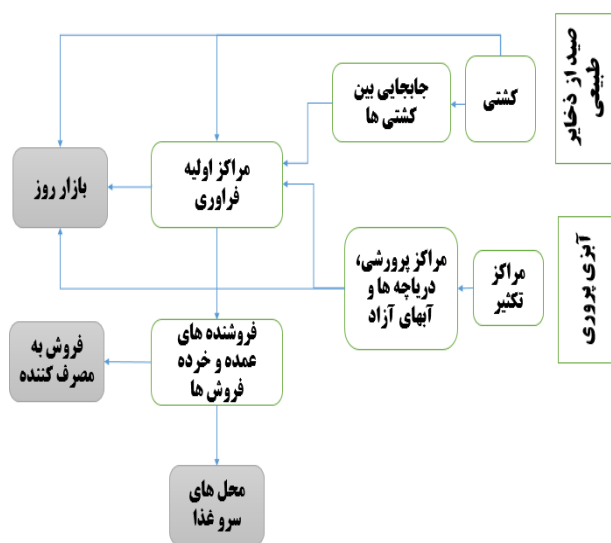 صید از ذخایر
طبیعی
کشتی
جابجایی بین
کشتی ها
مراکز اولیه
فراوری
بازار روز
آبزی پروری
مراکز
تکثیر
مراکز پرورشی،
دریاچه ها و
آبهای آزاد
فروشنده های
عمده و خرده
فروش ها
فروش به
مصرف کننده
محل های
سرو غذا